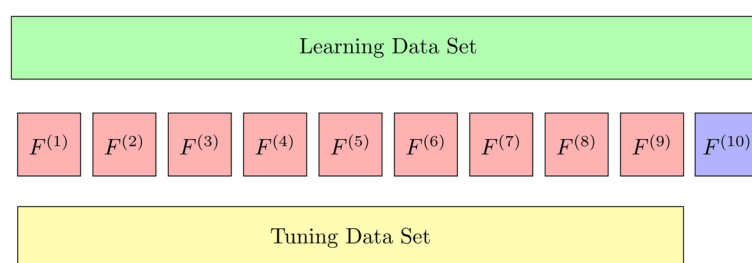 Learning Data Set
F^(1) F^(2) F^(3) F^(4) F^(5) F^(6) F^(7) F^(8) F^(9) F^(10)
Tuning Data Set